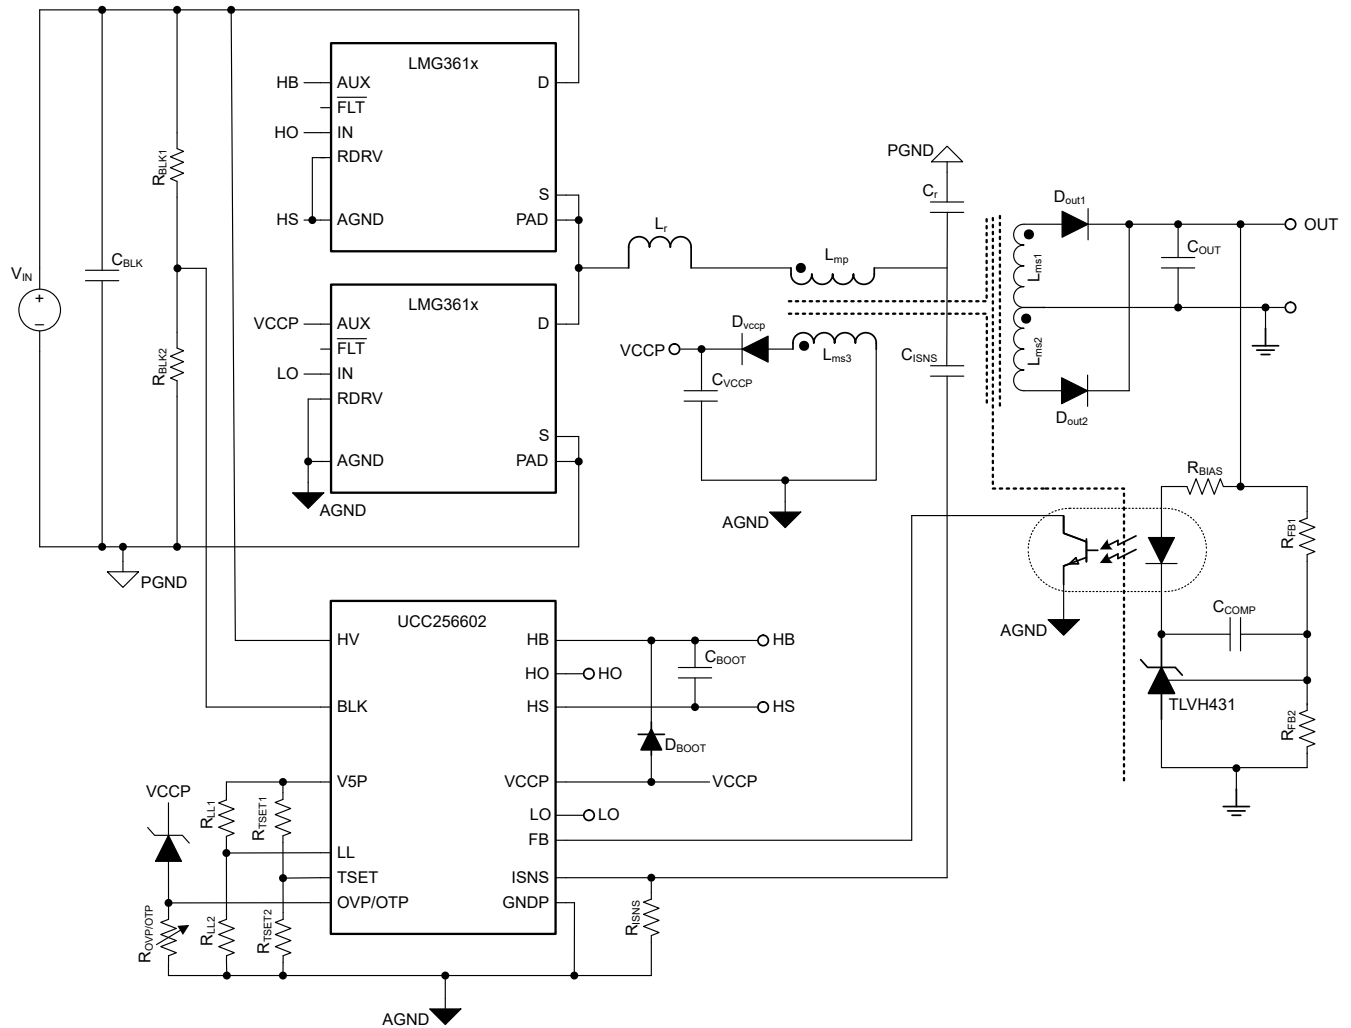 LMG361x
HB
AUX
D
FLT
HO
IN
RDRV
S
HS
AGND
PAD
LMG361x
VCCP
AUX
D
FLT
LO
IN
RDRV
S
AGND
PAD
AGND
VIN
+
−
CBLK
RBLK1
RBLK2
PGND
Lr
Lmp
PGND
Cr
CISNS
Dvccp
VCCP
Lms3
CVCCP
AGND
Dout1
Lms1
Lms2
Dout2
COUT
OUT
RBIAS
RFB1
CCOMP
TLVH431
RFB2
AGND
UCC256602
HV
BLK
V5P
LL
TSET
OVP/OTP
HB
HO
HS
VCCP
LO
FB
ISNS
GNDP
HB
CBOOT
HO
HS
DBOOT
VCCP
LO
VCCP
RLL1
RTSET1
ROVP/OTP
RLL2
RTSET2
RISNS
AGND